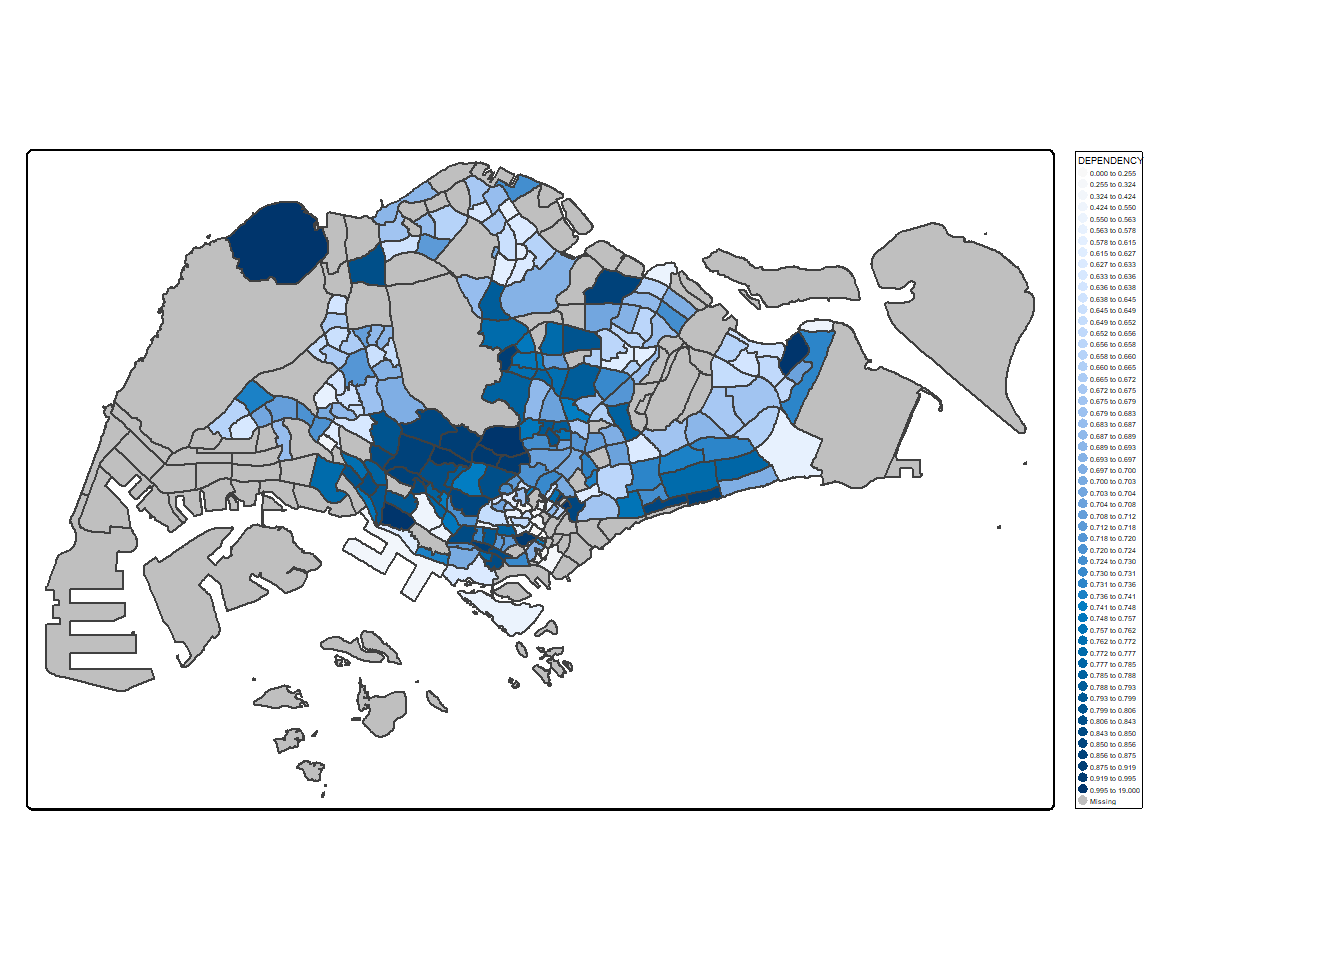 DEPENDENCY
0.000 to 0.255
0.255 to 0.324
0.324 to 0.424
0.424 to 0.550
0.550 to 0.563
0.563 to 0.578
0.578 to 0.615
0.615 to 0.627
0.627 to 0.633
0.633 to 0.636
0.636 to 0.638
0.638 to 0.645
0.645 to 0.649
0.649 to 0.652
0.652 to 0.656
0.656 to 0.658
0.658 to 0.660
0.660 to 0.665
0.665 to 0.672
0.672 to 0.675
0.675 to 0.679
0.679 to 0.683
0.683 to 0.687
0.687 to 0.689
0.689 to 0.693
0.693 to 0.697
0.697 to 0.700
0.700 to 0.703
0.703 to 0.704
0.704 to 0.708
0.708 to 0.712
0.712 to 0.718
0.718 to 0.720
0.720 to 0.724
0.724 to 0.730
0.730 to 0.731
0.731 to 0.736
0.736 to 0.741
0.741 to 0.748
0.748 to 0.757
0.757 to 0.762
0.762 to 0.772
0.772 to 0.777
0.777 to 0.785
0.785 to 0.788
0.788 to 0.793
0.793 to 0.799
0.799 to 0.806
0.806 to 0.843
0.843 to 0.850
0.850 to 0.856
0.856 to 0.875
0.875 to 0.919
0.919 to 0.995
0.995 to 19.000
Missing